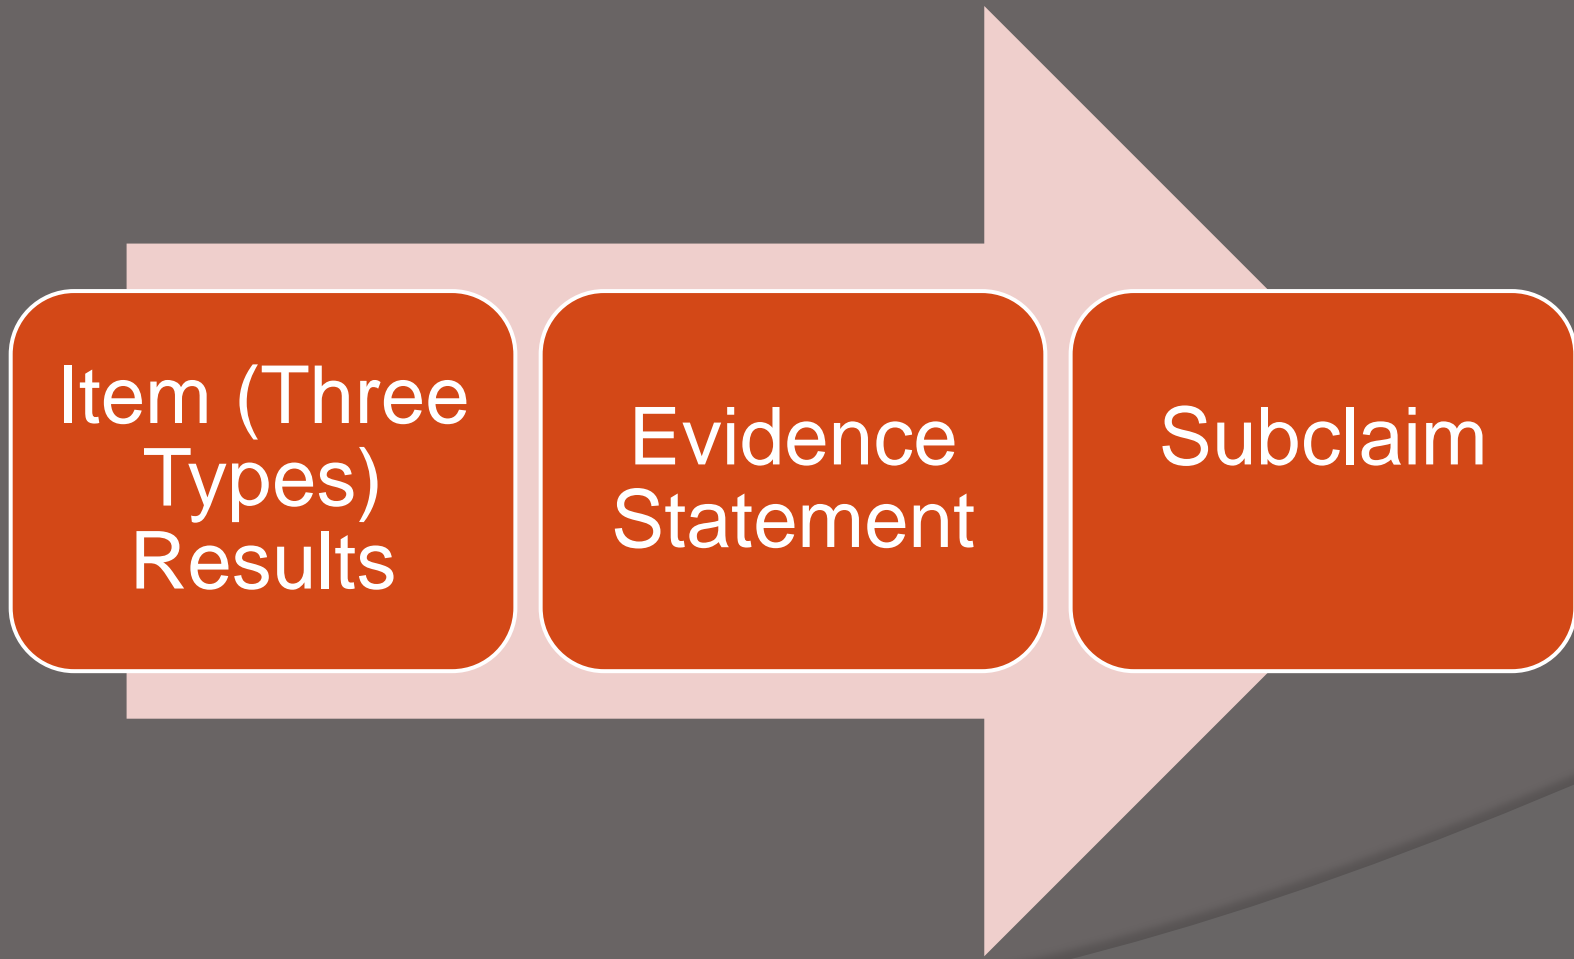 Item (Three
Types)
Results
Evidence
Statement
Subclaim